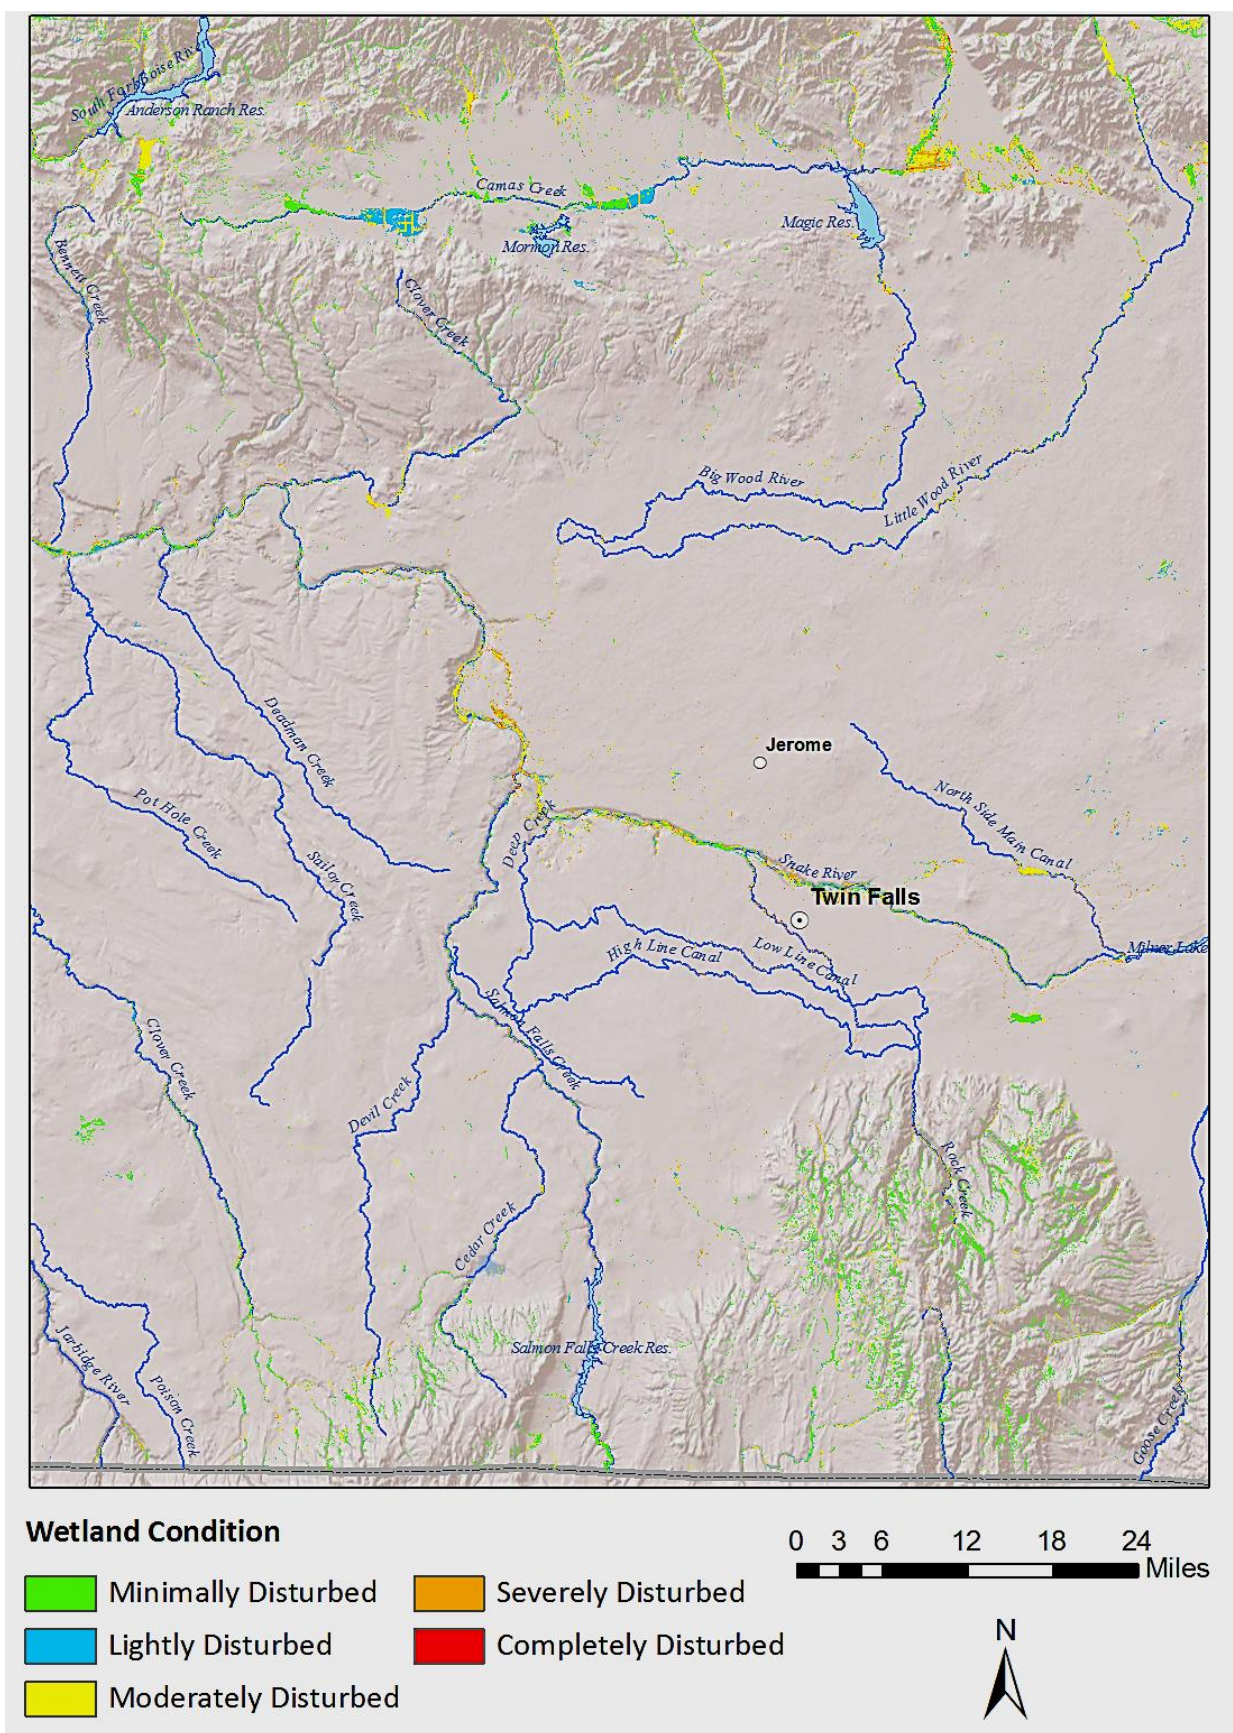 South Fork Boise River
Anderson Ranch Res.
Camas Creek
Magic Res.
Mormon Res.
Bennett Creek
Clover Creek
Big Wood River
Little Wood River
Deadman Creek
Jerome
North Side Main Canal
Pot Hole Creek
Sailor Creek
Deep Creek
Snake River
Twin Falls
High Line Canal
Low Line Canal
Milner Lake
Salmon Falls Creek
Clover Creek
Devil Creek
Rock Creek
Cedar Creek
Salmon Falls Creek Res.
Jarbidge River
Poison Creek
Goose Creek
Wetland Condition
Minimally Disturbed
Lightly Disturbed
Moderately Disturbed
Severely Disturbed
Completely Disturbed
0 3 6 12 18 24
Miles
N